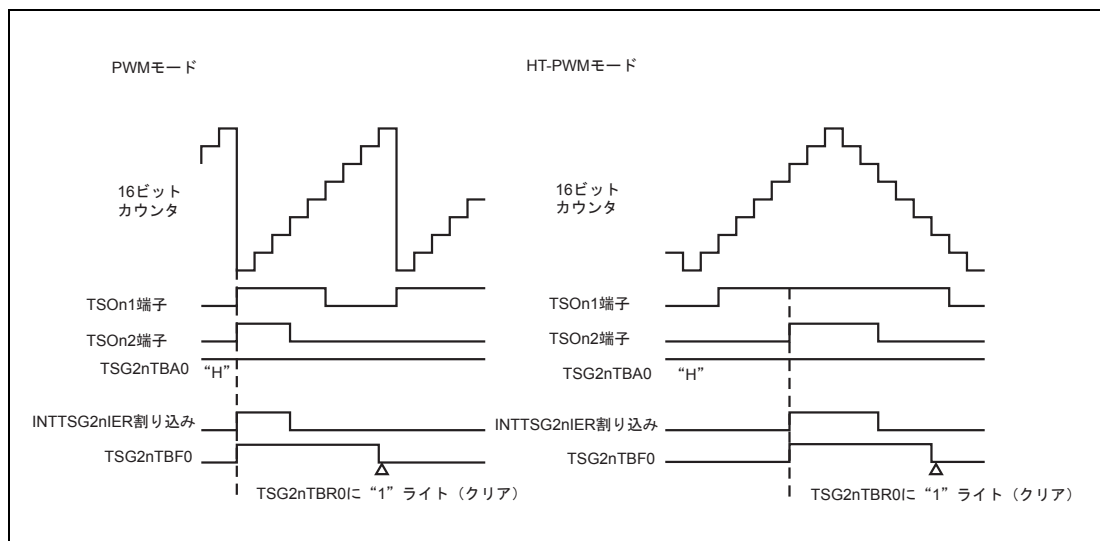 PWMモード
16ビット
カウンタ
TSOn1端子
TSOn2端子
TSG2nTBA0 “H”
INTTSG2nIER割り込み
TSG2nTBF0
TSG2nTBR0に“1”ライト（クリア）
HT-PWMモード
16ビット
カウンタ
TSOn1端子
TSOn2端子
TSG2nTBA0 “H”
INTTSG2nIER割り込み
TSG2nTBF0
TSG2nTBR0に“1”ライト（クリア）